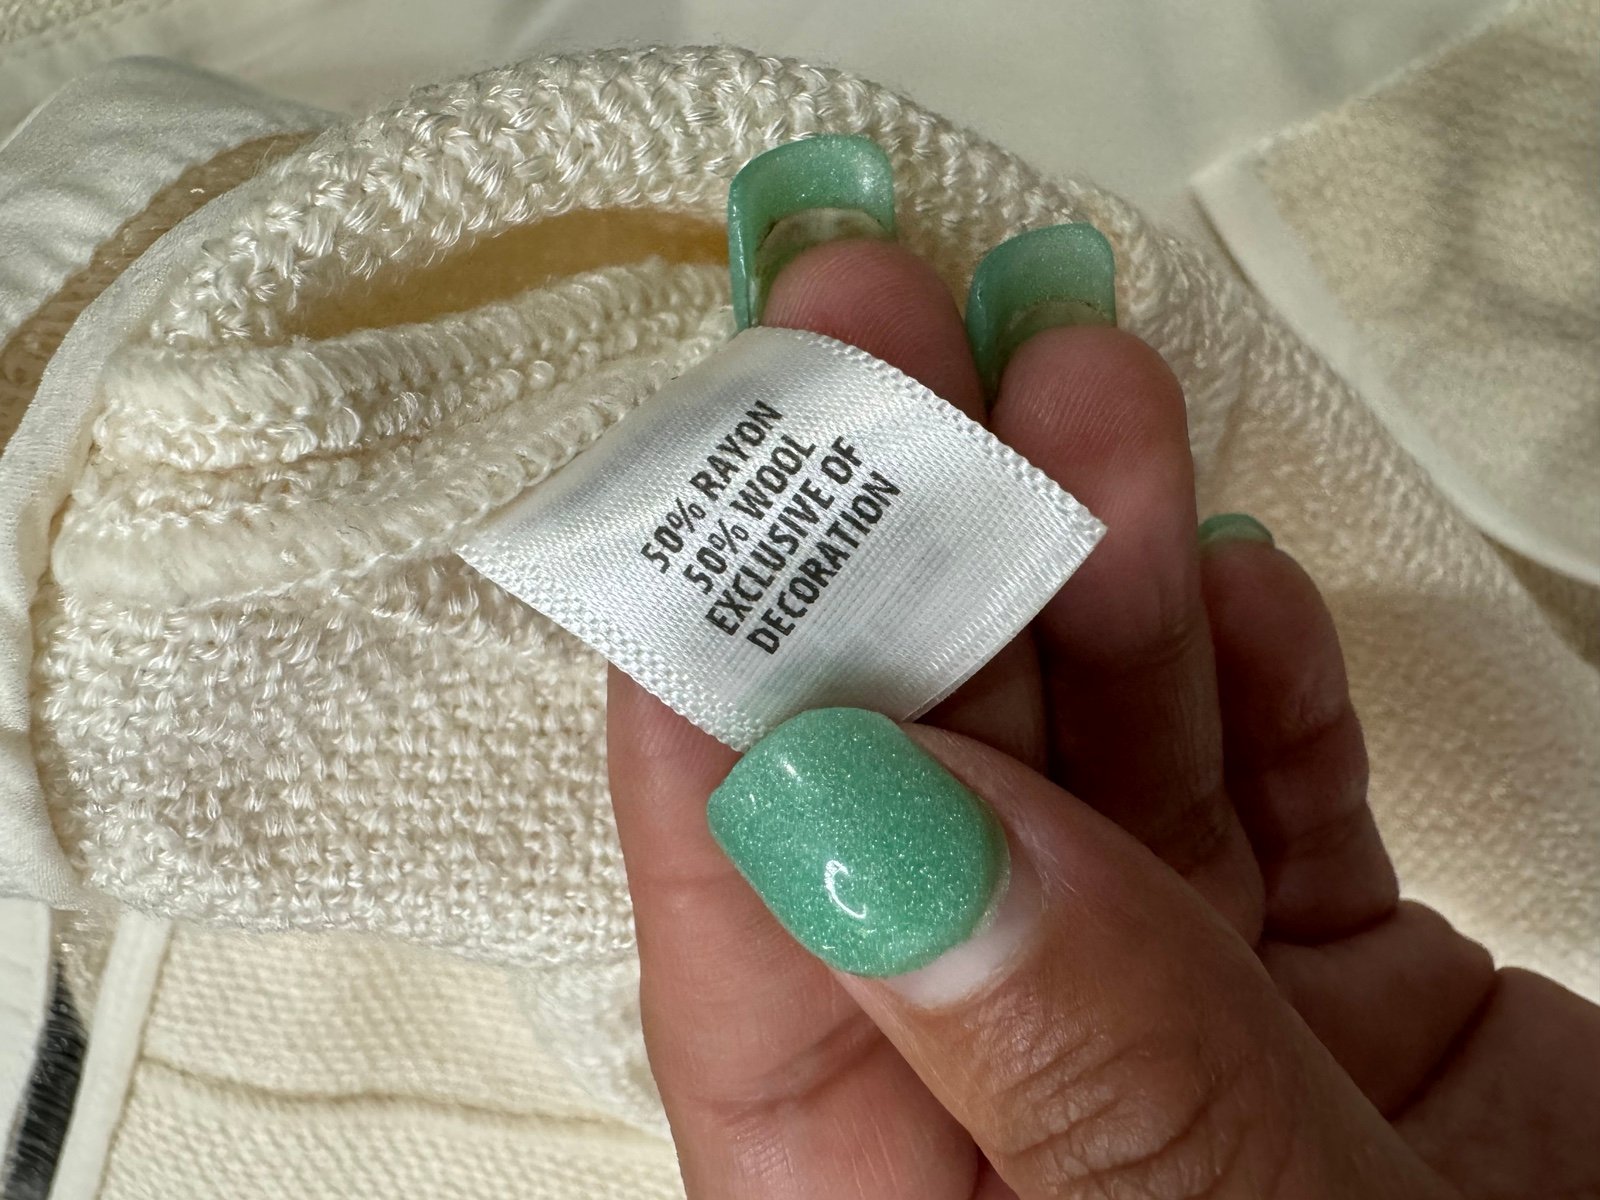 50% RAYON
50% WOOL
EXCLUSIVE OF
DECORATION